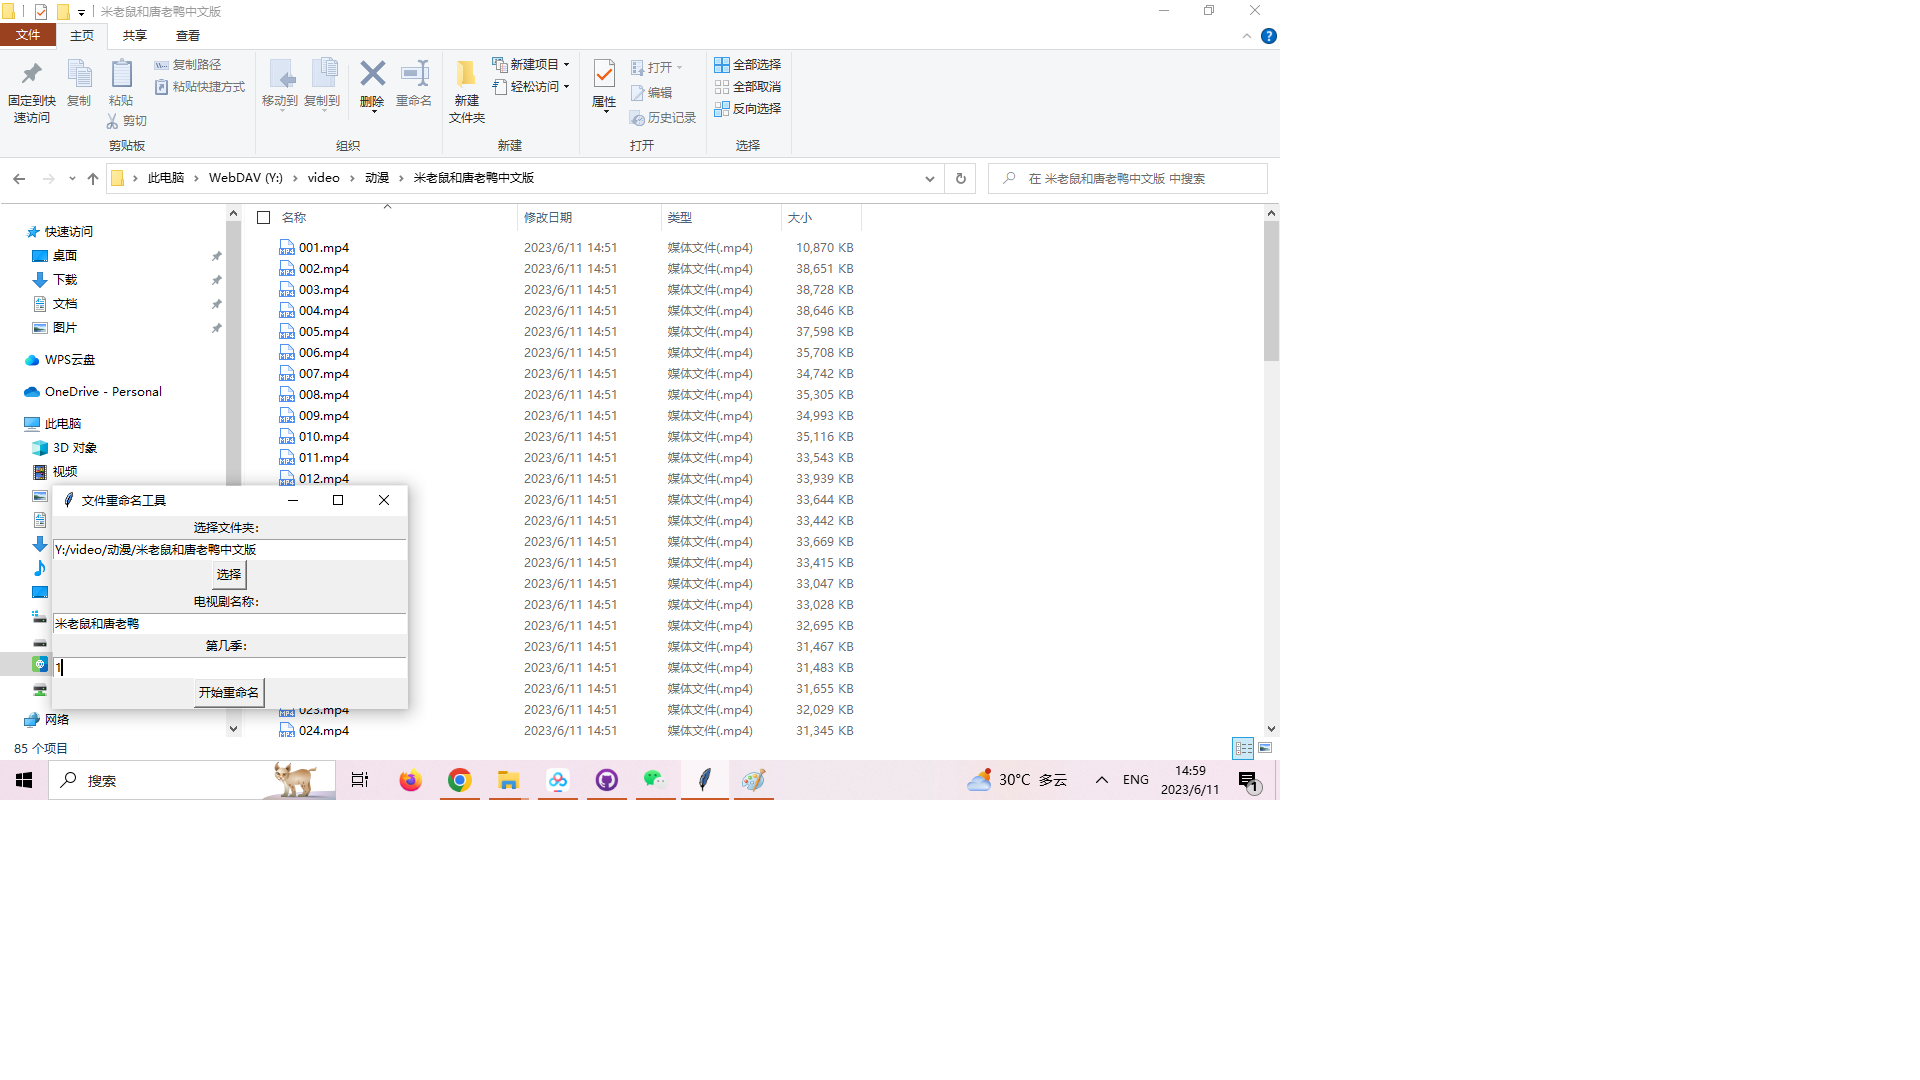 米老鼠和唐老鸭中文版
文件 主页 共享 查看
固定到快速访问
复制
粘贴
复制路径
粘贴快捷方式
剪切
移动到
复制到
删除
重命名
新建文件夹
新建项目
轻松访问
属性
打开
编辑
历史记录
全部选择
全部取消
反向选择
剪贴板 组织 新建 打开 选择
此电脑 WebDAV (Y:) video 动漫 米老鼠和唐老鸭中文版
在 米老鼠和唐老鸭中文版 中搜索
快速访问
桌面
下载
文档
图片
WPS云盘
OneDrive - Personal
此电脑
3D 对象
视频
网络
名称 修改日期 类型 大小
001.mp4 2023/6/11 14:51 媒体文件(.mp4) 10,870 KB
002.mp4 2023/6/11 14:51 媒体文件(.mp4) 38,651 KB
003.mp4 2023/6/11 14:51 媒体文件(.mp4) 38,728 KB
004.mp4 2023/6/11 14:51 媒体文件(.mp4) 38,646 KB
005.mp4 2023/6/11 14:51 媒体文件(.mp4) 37,598 KB
006.mp4 2023/6/11 14:51 媒体文件(.mp4) 35,708 KB
007.mp4 2023/6/11 14:51 媒体文件(.mp4) 34,742 KB
008.mp4 2023/6/11 14:51 媒体文件(.mp4) 35,305 KB
009.mp4 2023/6/11 14:51 媒体文件(.mp4) 34,993 KB
010.mp4 2023/6/11 14:51 媒体文件(.mp4) 35,116 KB
011.mp4 2023/6/11 14:51 媒体文件(.mp4) 33,543 KB
012.mp4 2023/6/11 14:51 媒体文件(.mp4) 33,939 KB
2023/6/11 14:51 媒体文件(.mp4) 33,644 KB
2023/6/11 14:51 媒体文件(.mp4) 33,442 KB
2023/6/11 14:51 媒体文件(.mp4) 33,669 KB
2023/6/11 14:51 媒体文件(.mp4) 33,415 KB
2023/6/11 14:51 媒体文件(.mp4) 33,047 KB
2023/6/11 14:51 媒体文件(.mp4) 33,028 KB
2023/6/11 14:51 媒体文件(.mp4) 32,695 KB
2023/6/11 14:51 媒体文件(.mp4) 31,467 KB
2023/6/11 14:51 媒体文件(.mp4) 31,483 KB
2023/6/11 14:51 媒体文件(.mp4) 31,655 KB
023.mp4 2023/6/11 14:51 媒体文件(.mp4) 32,029 KB
024.mp4 2023/6/11 14:51 媒体文件(.mp4) 31,345 KB
文件重命名工具
选择文件夹:
Y:/video/动漫/米老鼠和唐老鸭中文版
选择
电视剧名称:
米老鼠和唐老鸭
第几季:
1
开始重命名
85 个项目
搜索
30°C 多云
ENG
14:59
2023/6/11
1